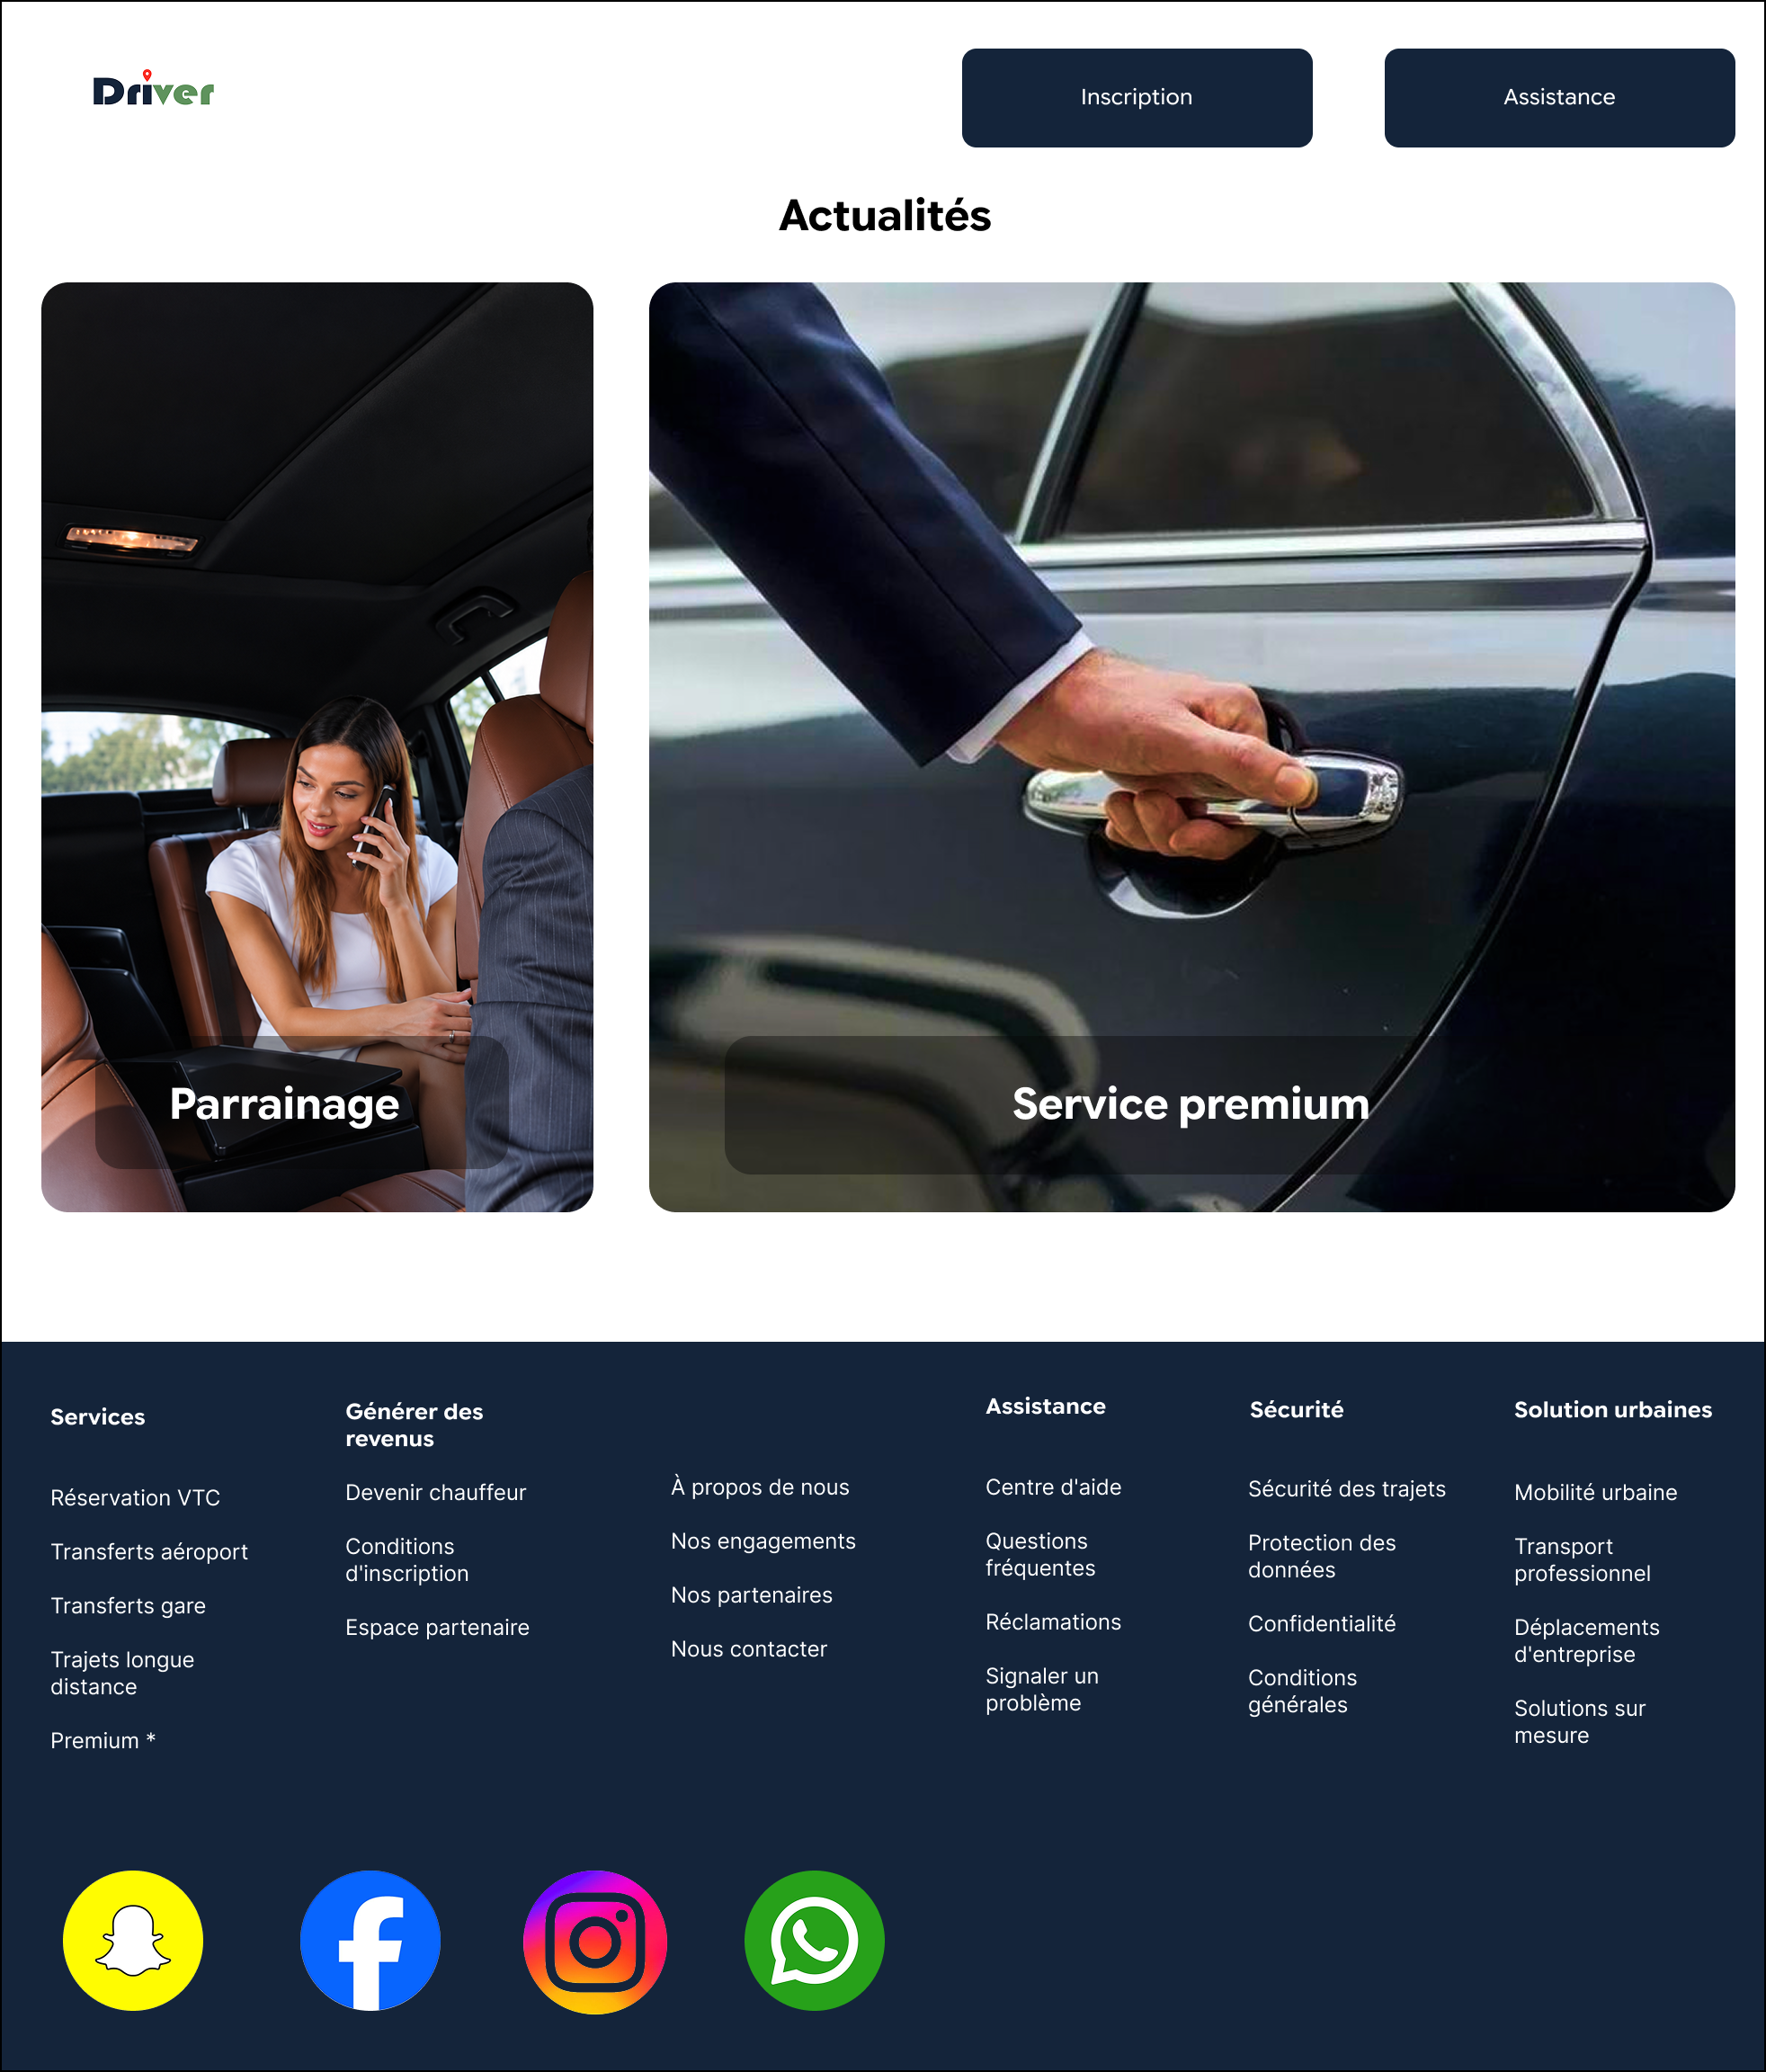 Driver
Inscription
Assistance
Actualités
Parrainage
Service premium
Services
Réservation VTC
Transferts aéroport
Transferts gare
Trajets longue
distance
Premium *
Générer des
revenus
Devenir chauffeur
Conditions
d'inscription
Espace partenaire
À propos de nous
Nos engagements
Nos partenaires
Nous contacter
Assistance
Centre d'aide
Questions
fréquentes
Réclamations
Signaler un
problème
Sécurité
Sécurité des trajets
Protection des
données
Confidentialité
Conditions
générales
Solution urbaines
Mobilité urbaine
Transport
professionnel
Déplacements
d'entreprise
Solutions sur
mesure